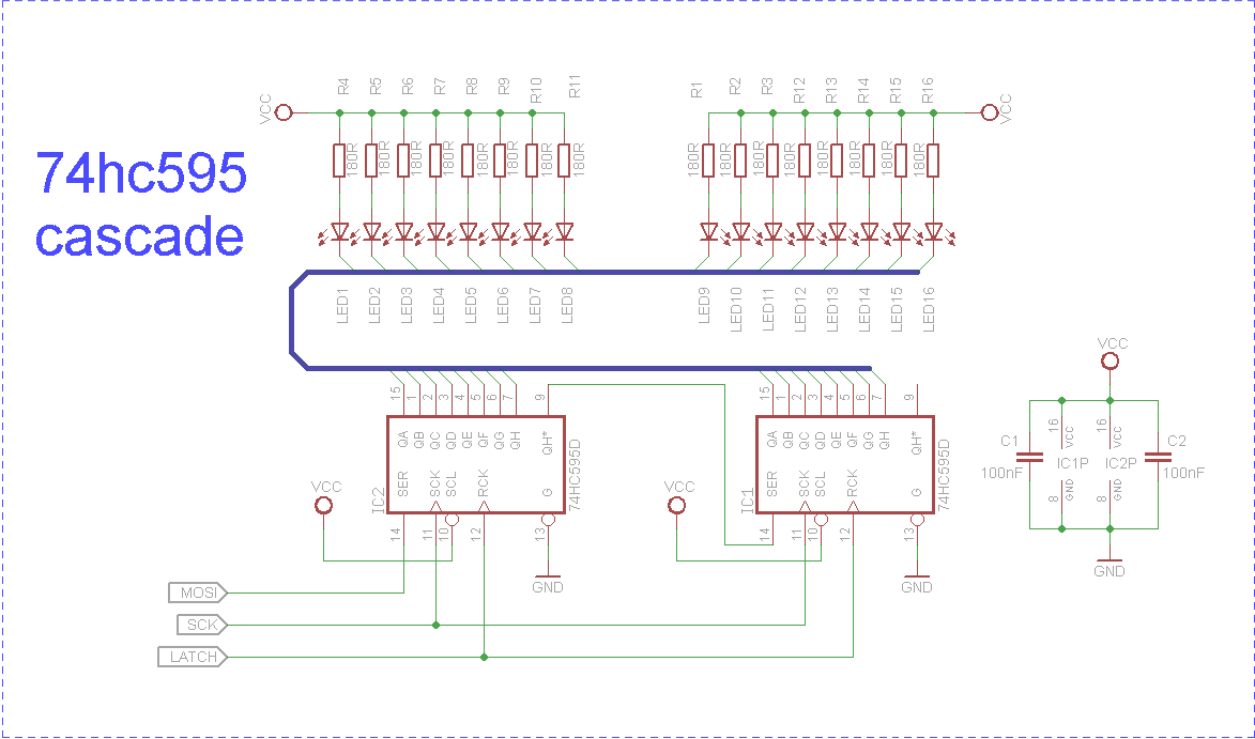 R4 R5 R6 R7 R8 R9 R10 R11 R1 R2 R3 R12 R13 R14 R15 R16
VCC VCC
180R 180R 180R 180R 180R 180R 180R 180R 180R 180R 180R 180R 180R 180R 180R 180R
74hc595
cascade
LED1 LED2 LED3 LED4 LED5 LED6 LED7 LED8 LED9 LED10 LED11 LED12 LED13 LED14 LED15 LED16
15 1 2 3 4 5 6 7 9
QA QB QC QD QE QF QG QH QH*
SER SCK SCL RCK G
IC2
74HC595D
14 11 10 12 13
VCC
GND
15 1 2 3 4 5 6 7 9
QA QB QC QD QE QF QG QH QH*
SER SCK SCL RCK G
IC1
74HC595D
14 11 10 12 13
VCC
GND
MOSI
SCK
LATCH
VCC
16 VCC 16 VCC
C1 IC1P IC2P C2
100nF 100nF
8 GND 8 GND
GND